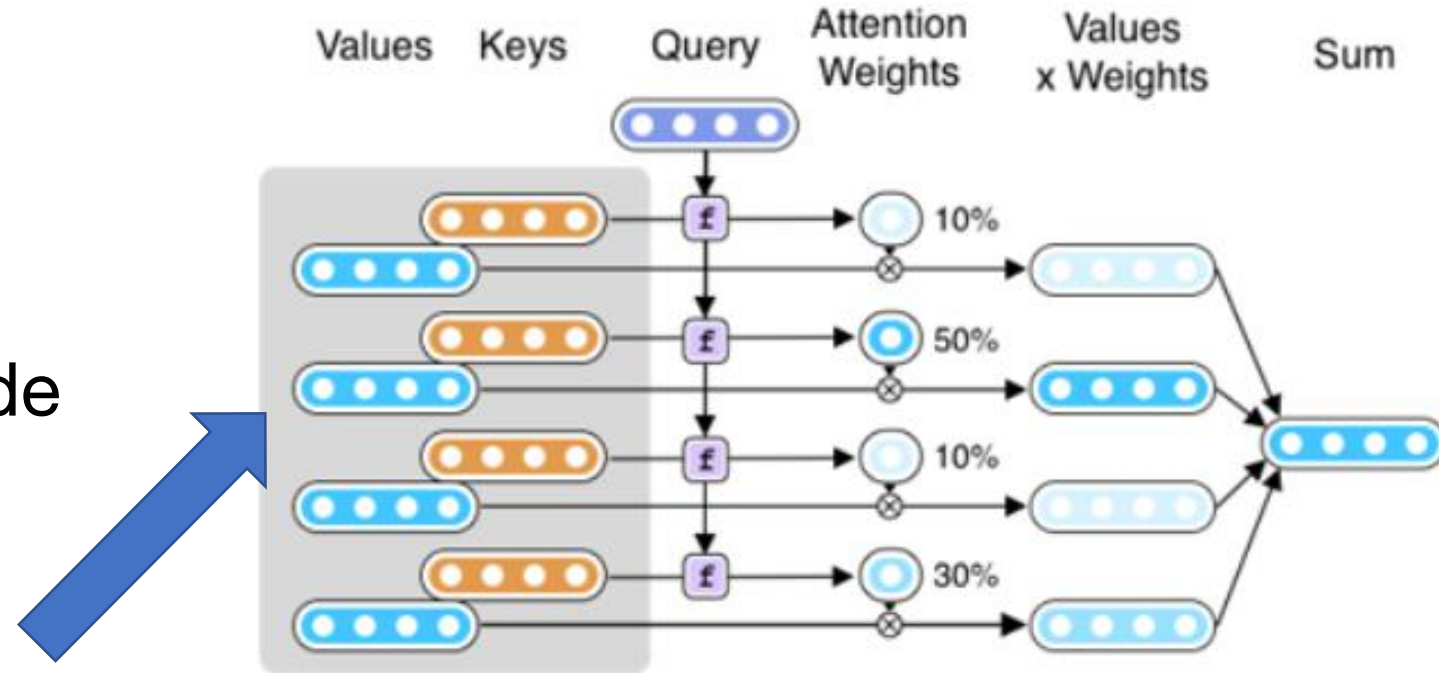 Values Keys Query Attention Weights Values x Weights Sum
f 10%
f 50%
de
f 10%
f 30%